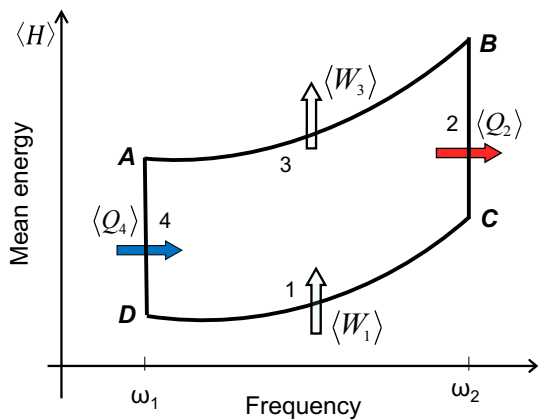 ⟨H⟩
B
⟨W₃⟩
2
⟨Q₂⟩
A
3
Mean energy
⟨Q₄⟩
4
C
1
D
⟨W₁⟩
ω₁
Frequency
ω₂